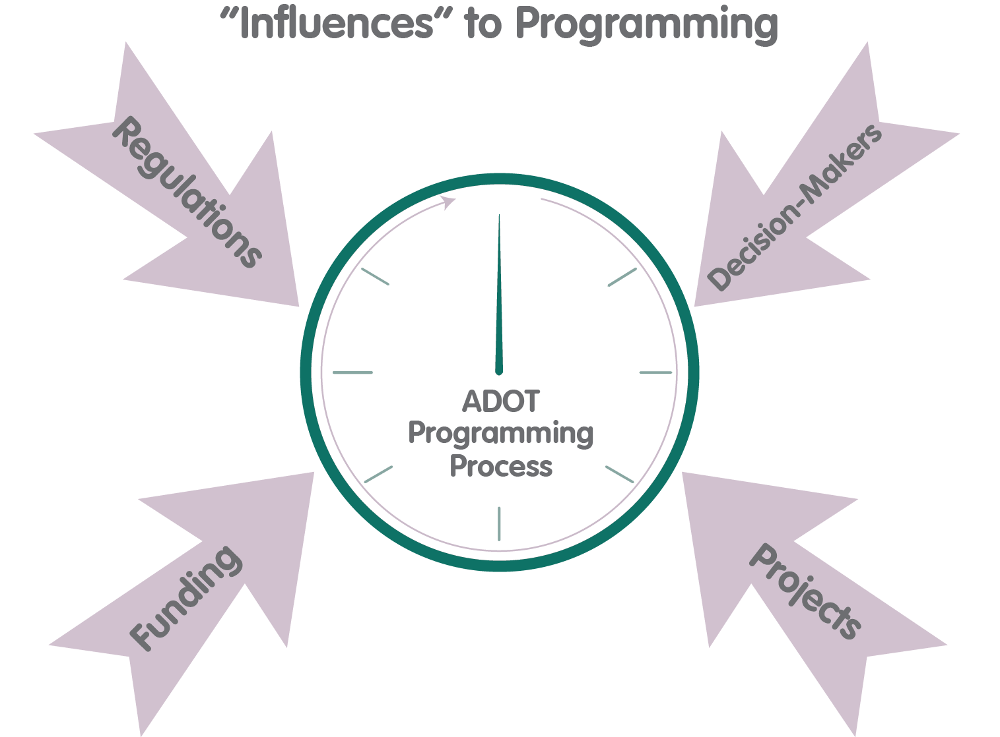 "Influences" to Programming
Regulations
Decision-Makers
ADOT
Programming
Process
Funding
Projects